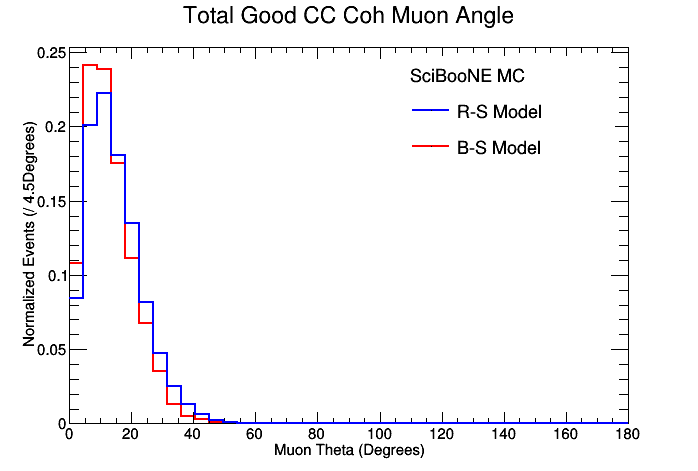 Total Good CC Coh Muon Angle
SciBooNE MC
R-S Model
B-S Model
Normalized Events (/ 4.5Degrees)
0.25
0.2
0.15
0.1
0.05
0
0 20 40 60 80 100 120 140 160 180
Muon Theta (Degrees)